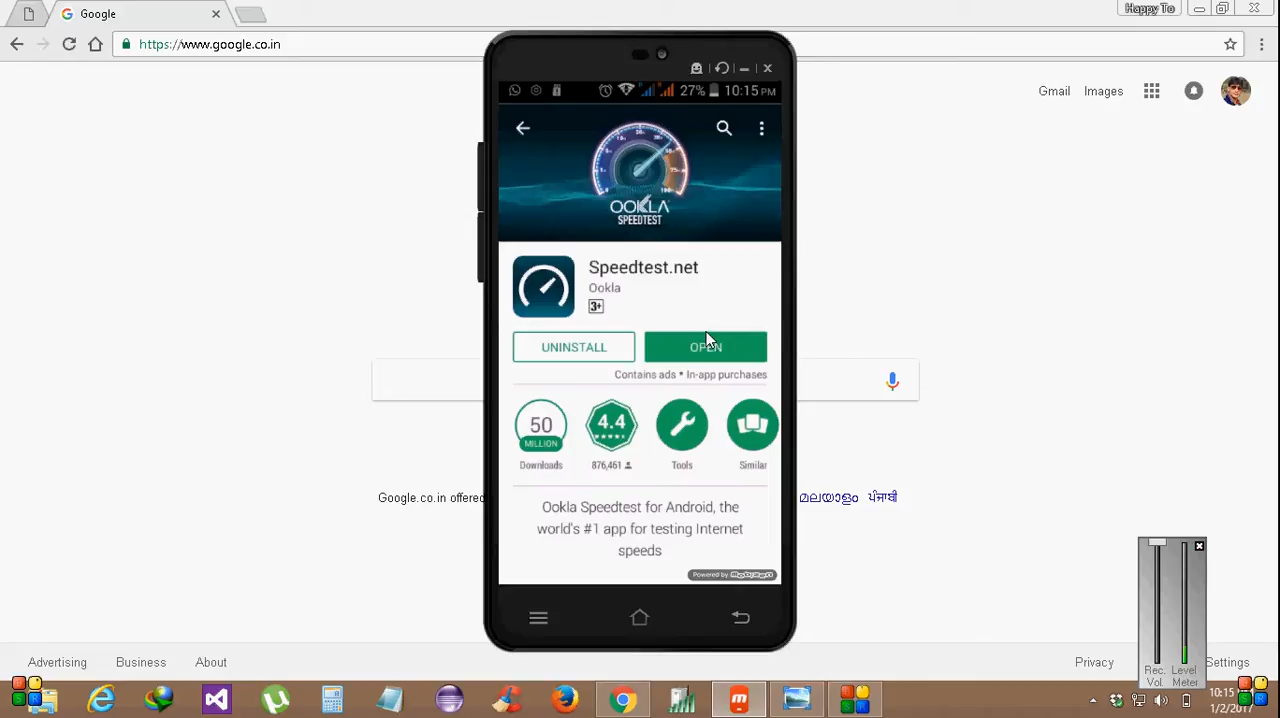 Google
Happy To
https://www.google.co.in
Gmail Images
27% 10:15 PM
OOKLA
SPEEDTEST
Speedtest.net
Ookla
3+
UNINSTALL OPEN
Contains ads • In-app purchases
50
MILLION
4.4
Downloads 876,461 Tools Similar
Google.co.in offered മലയാളം ਪੰਜਾਬੀ
Ookla Speedtest for Android, the
world's #1 app for testing Internet
speeds
Powered by mobizen
Advertising Business About Privacy Settings
Rec. Level
Vol. Meter
10:15
1/2/2017